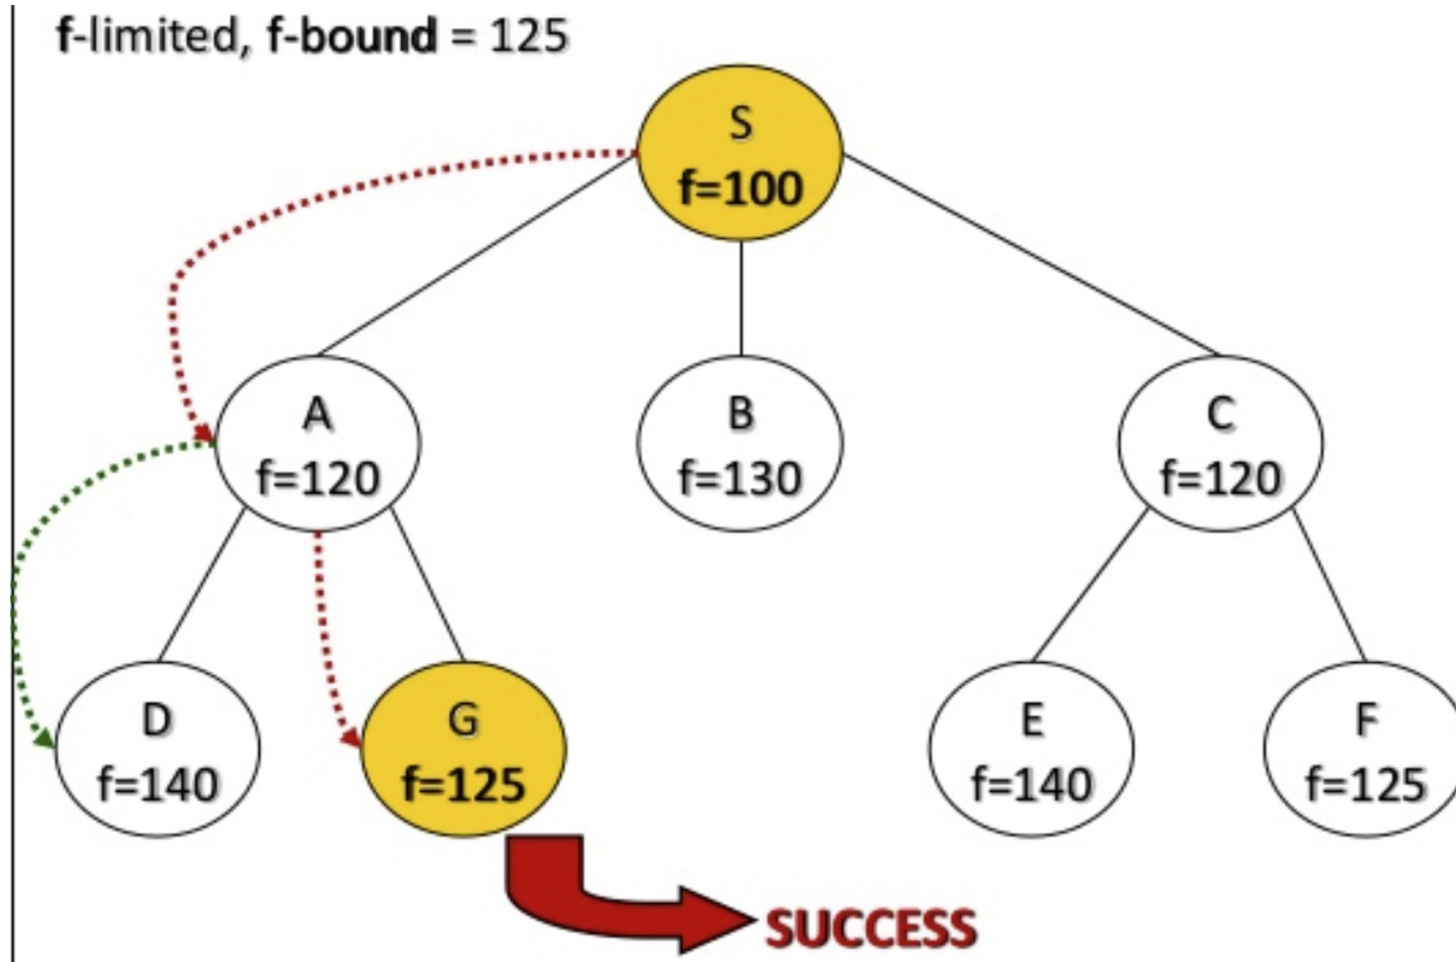 f-limited, f-bound = 125
S
f=100
A
f=120
B
f=130
C
f=120
D
f=140
G
f=125
E
f=140
F
f=125
SUCCESS